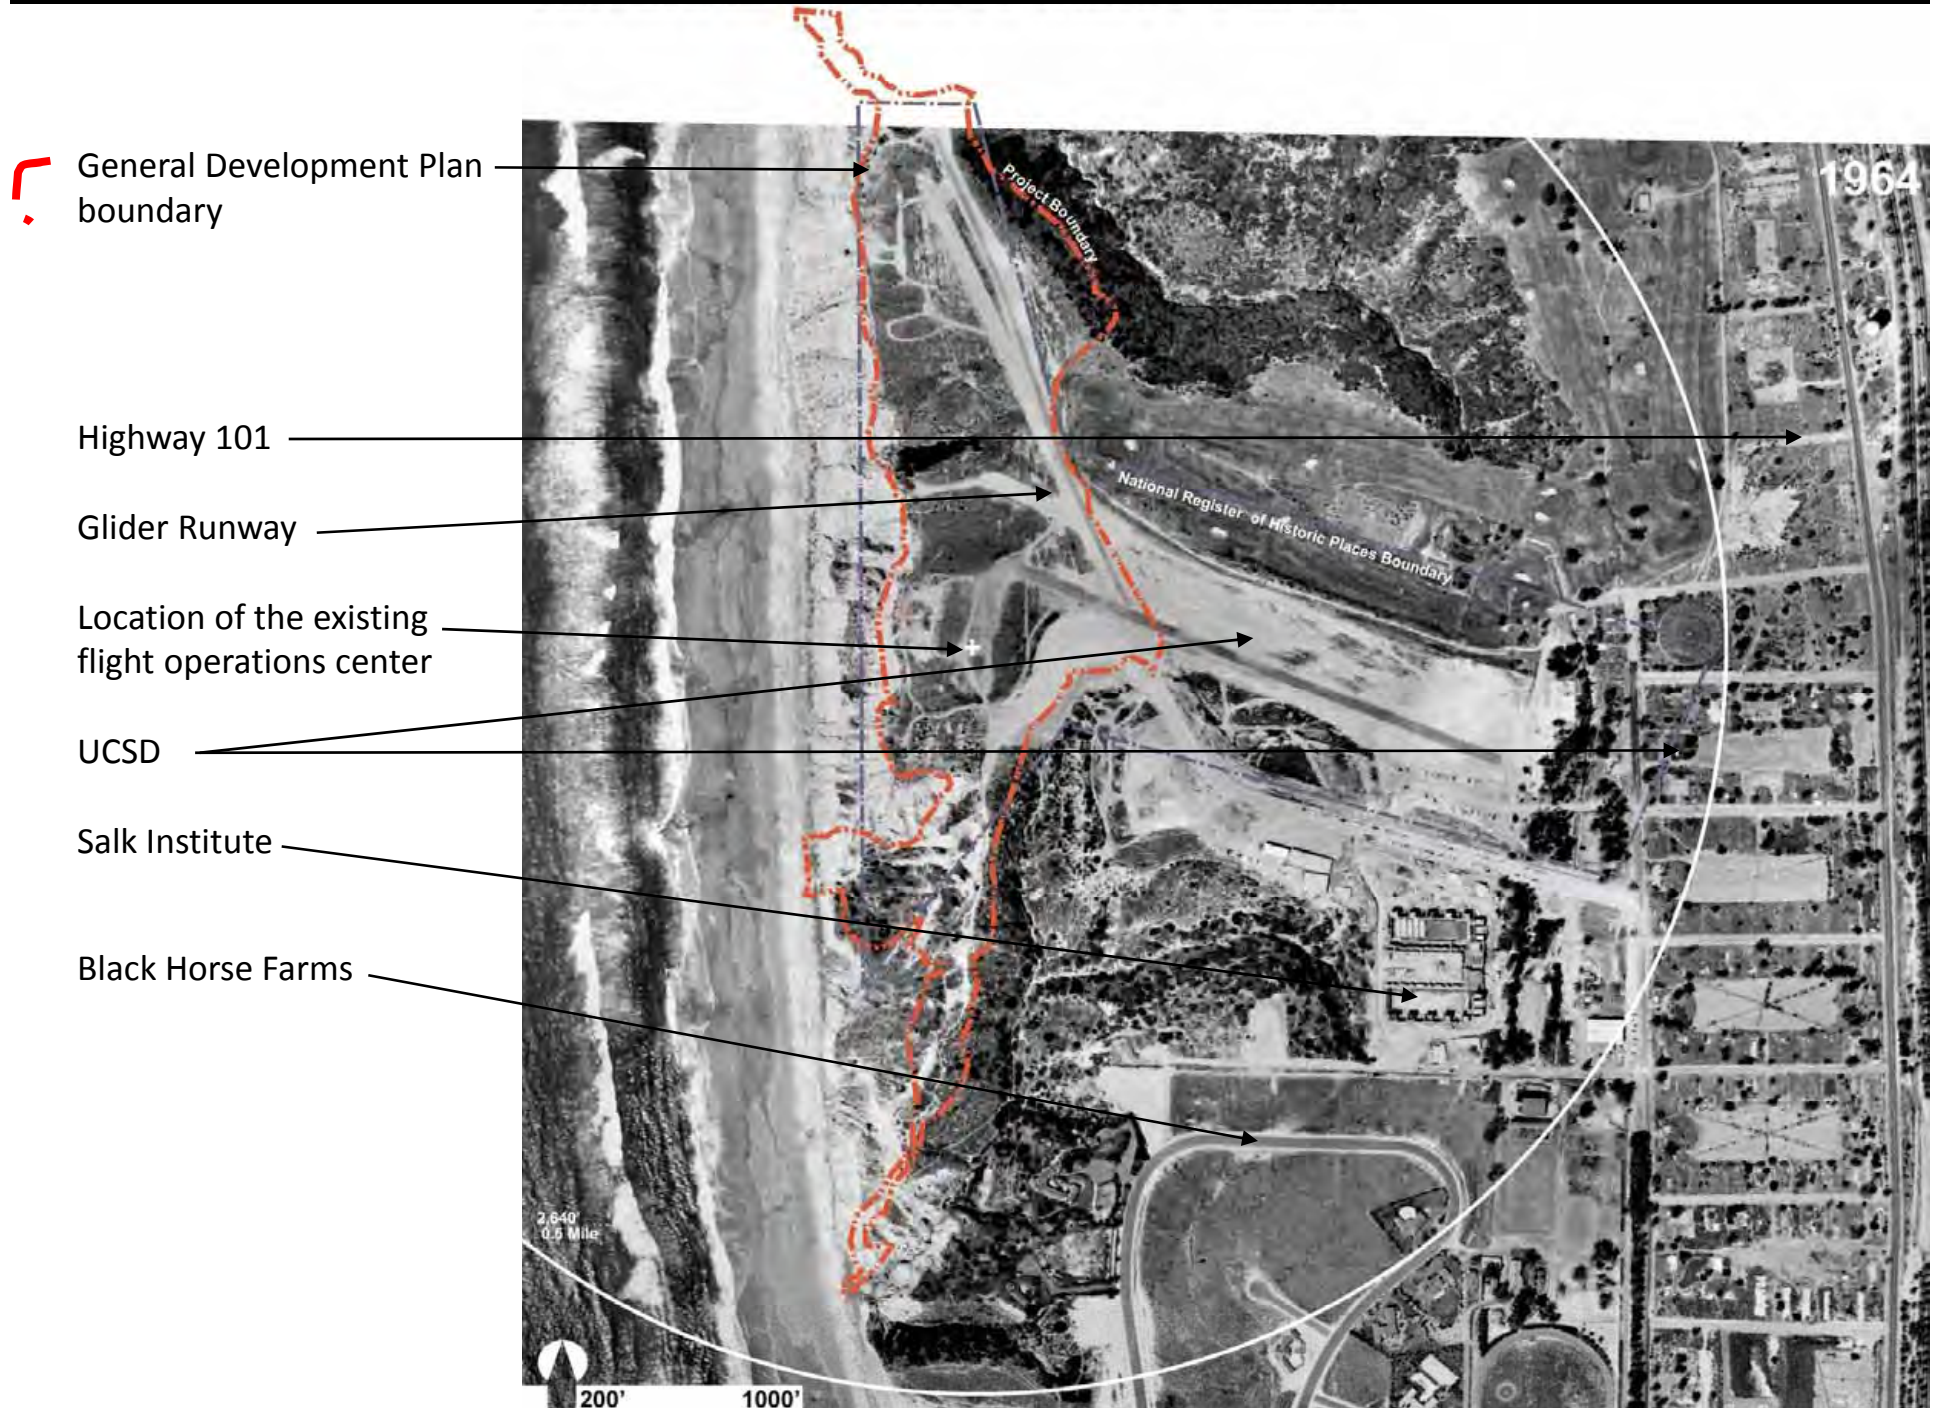 General Development Plan
boundary
Highway 101
Glider Runway
Location of the existing
flight operations center
UCSD
Salk Institute
Black Horse Farms
1964
Project Boundary
National Register of Historic Places Boundary
2,640'
0.5 Mile
200' 1000'